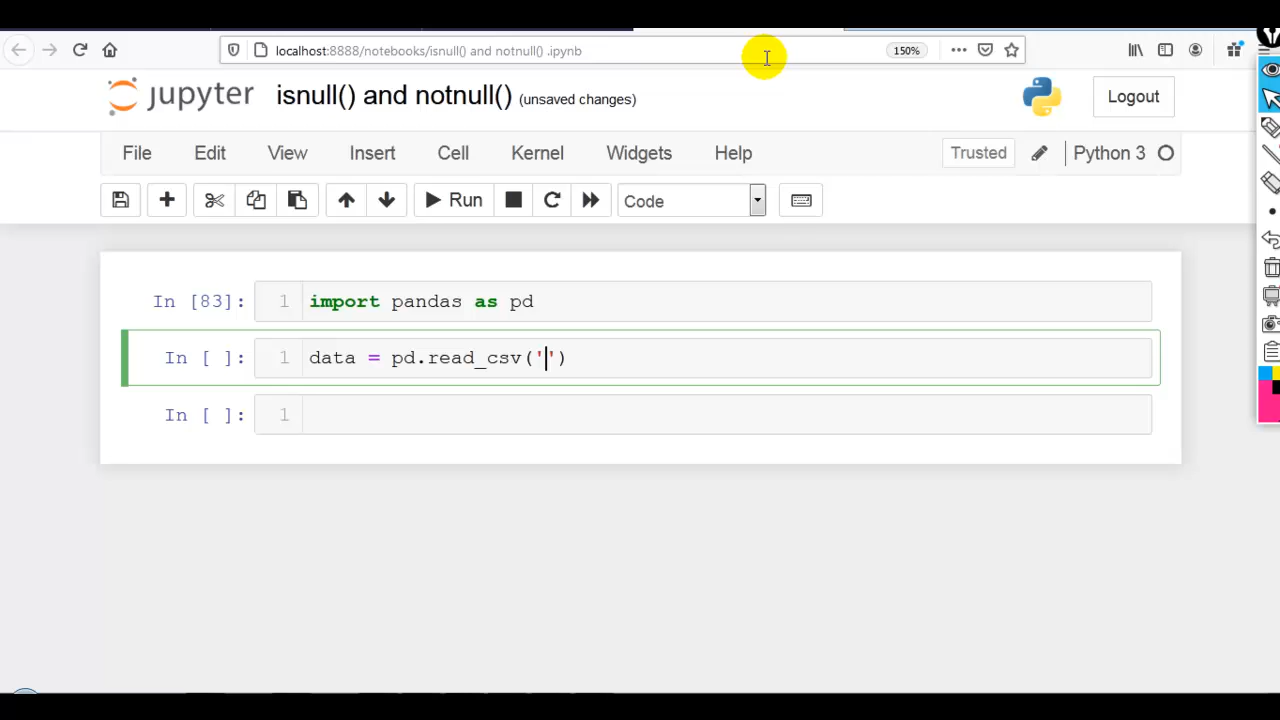 localhost:8888/notebooks/isnull() and notnull() .ipynb
150%
jupyter isnull() and notnull() (unsaved changes)
Logout
File Edit View Insert Cell Kernel Widgets Help
Trusted Python 3
Run Code
In [83]: 1 import pandas as pd
In [ ]: 1 data = pd.read_csv('')
In [ ]: 1